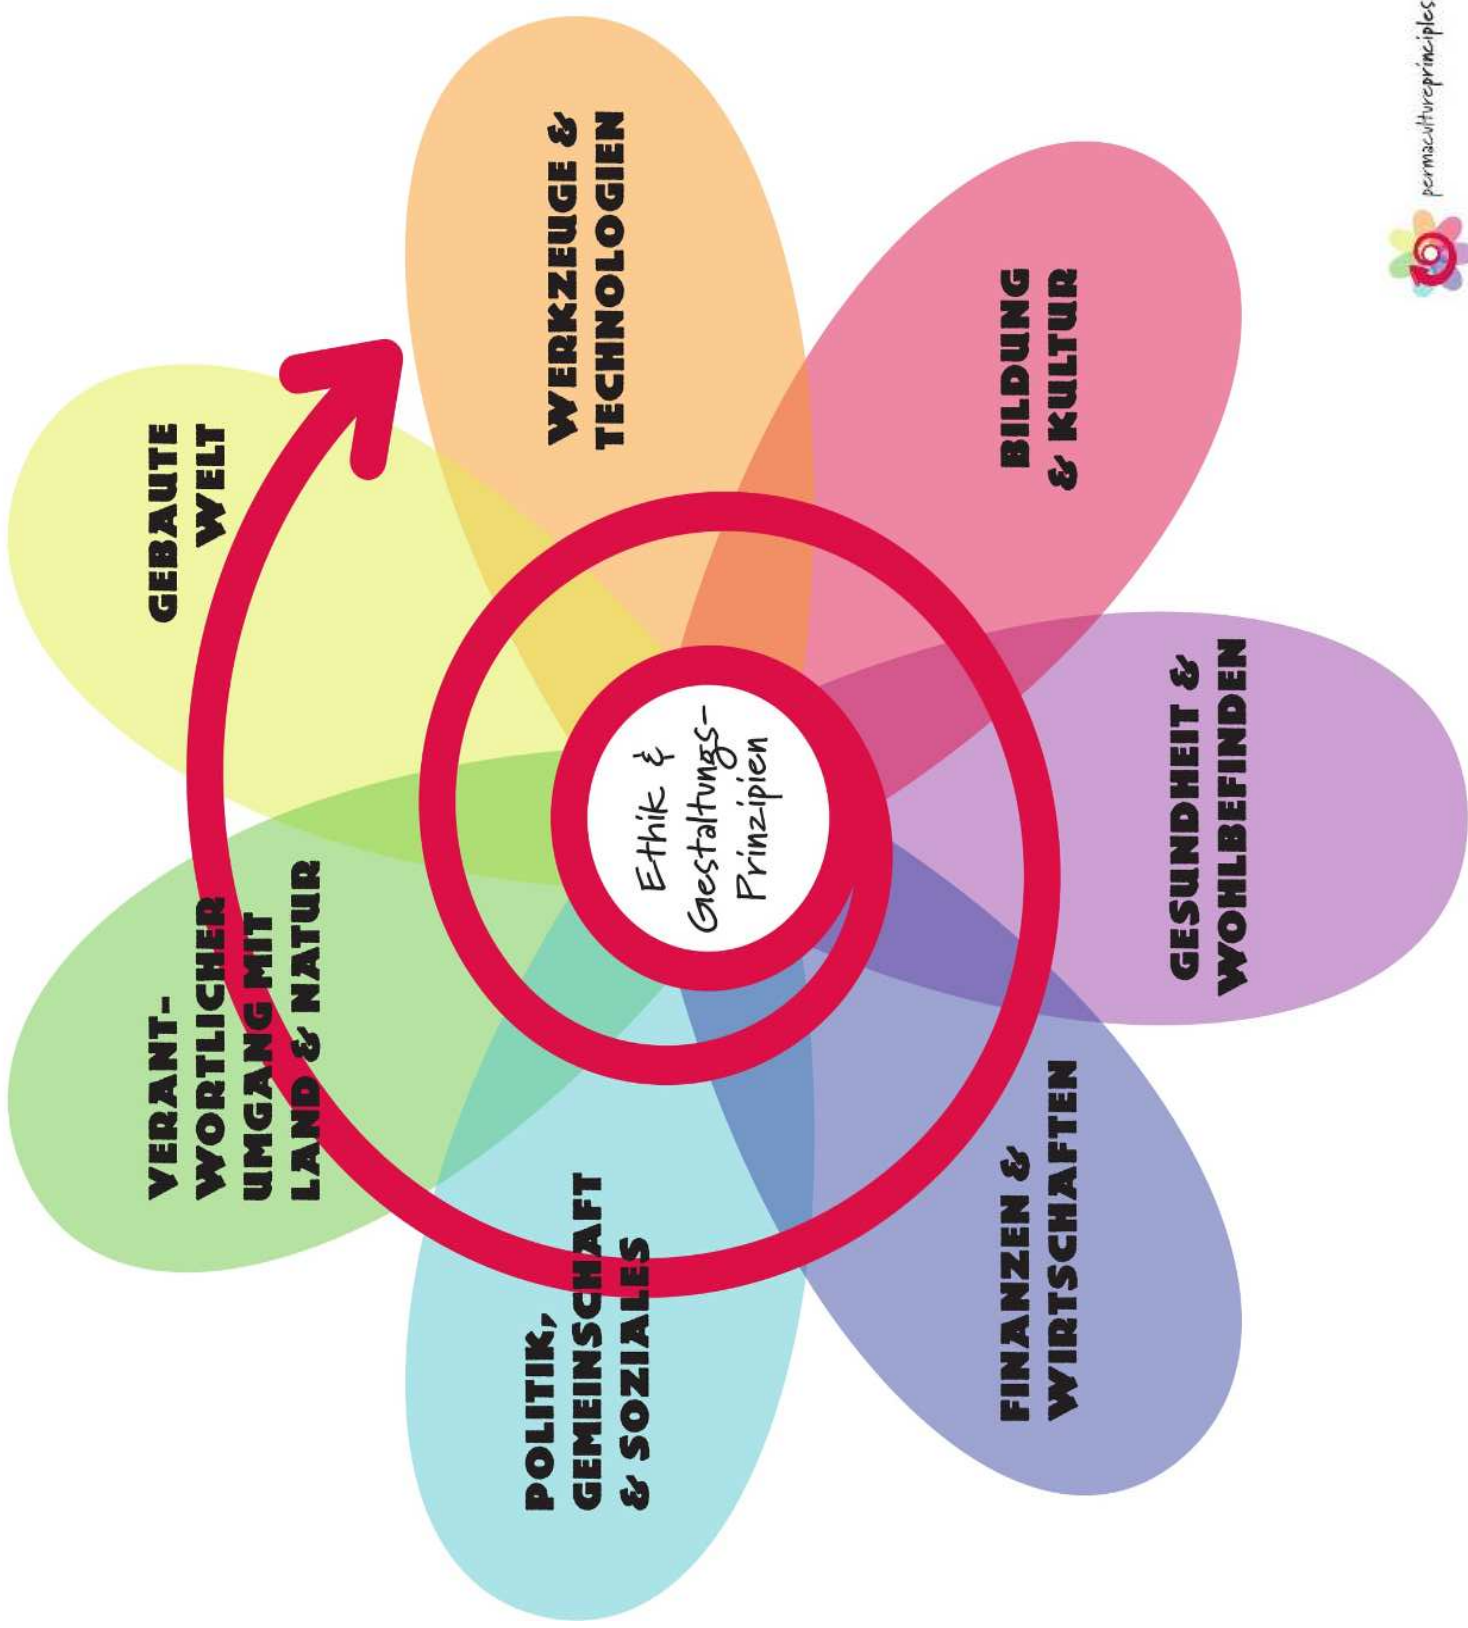 VERANT-
WORTLICHER
UMGANG MIT
LAND & NATUR
GEBAUTE
WELT
WERKZEUGE &
TECHNOLOGIEN
BILDUNG
& KULTUR
GESUNDHEIT &
WOHLBEFINDEN
FINANZEN &
WIRTSCHAFTEN
POLITIK,
GEMEINSCHAFT
& SOZIALES
Ethik &
Gestaltungs-
Prinzipien
permacultureprinciples